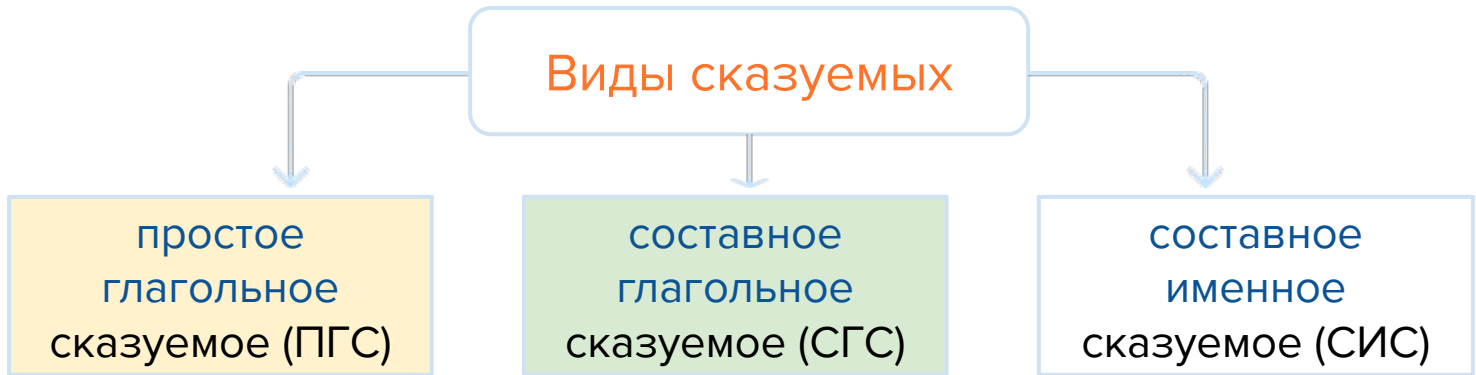 Виды сказуемых
простое
глагольное
сказуемое (ПГС)
составное
глагольное
сказуемое (СГС)
составное
именное
сказуемое (СИС)